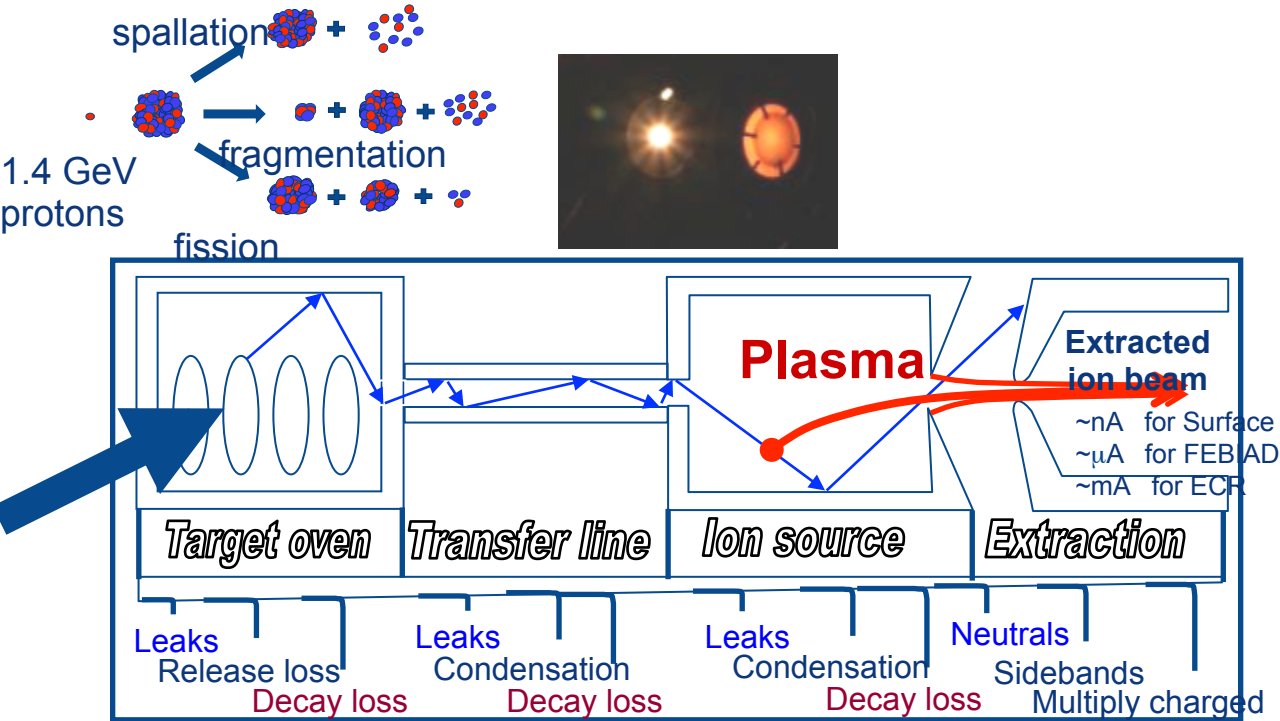 spallation
fragmentation
1.4 GeV
protons
fission
Plasma
Extracted
ion beam
~nA for Surface
~μA for FEBIAD
~mA for ECR
Target oven
Transfer line
Ion source
Extraction
Leaks
Release loss
Decay loss
Leaks
Condensation
Decay loss
Leaks
Condensation
Decay loss
Neutrals
Sidebands
Multiply charged